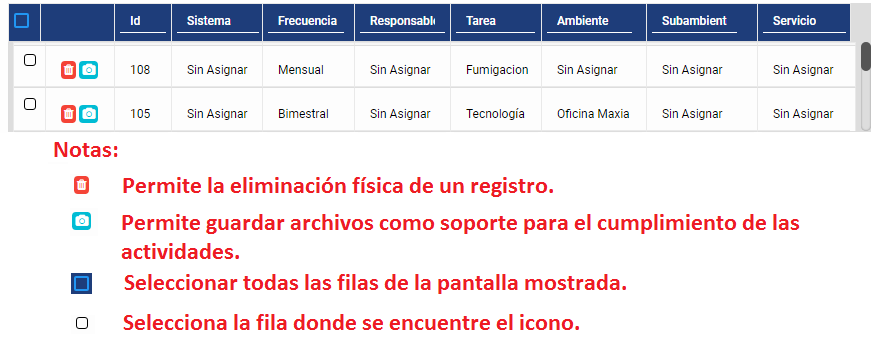 Id Sistema Frecuencia Responsabl Tarea Ambiente Subambient Servicio
108 Sin Asignar Mensual Sin Asignar Fumigacion Sin Asignar Sin Asignar Sin Asignar
105 Sin Asignar Bimestral Sin Asignar Tecnología Oficina Maxia Sin Asignar Sin Asignar
Notas:
Permite la eliminación física de un registro.
Permite guardar archivos como soporte para el cumplimiento de las
actividades.
Seleccionar todas las filas de la pantalla mostrada.
Selecciona la fila donde se encuentre el icono.